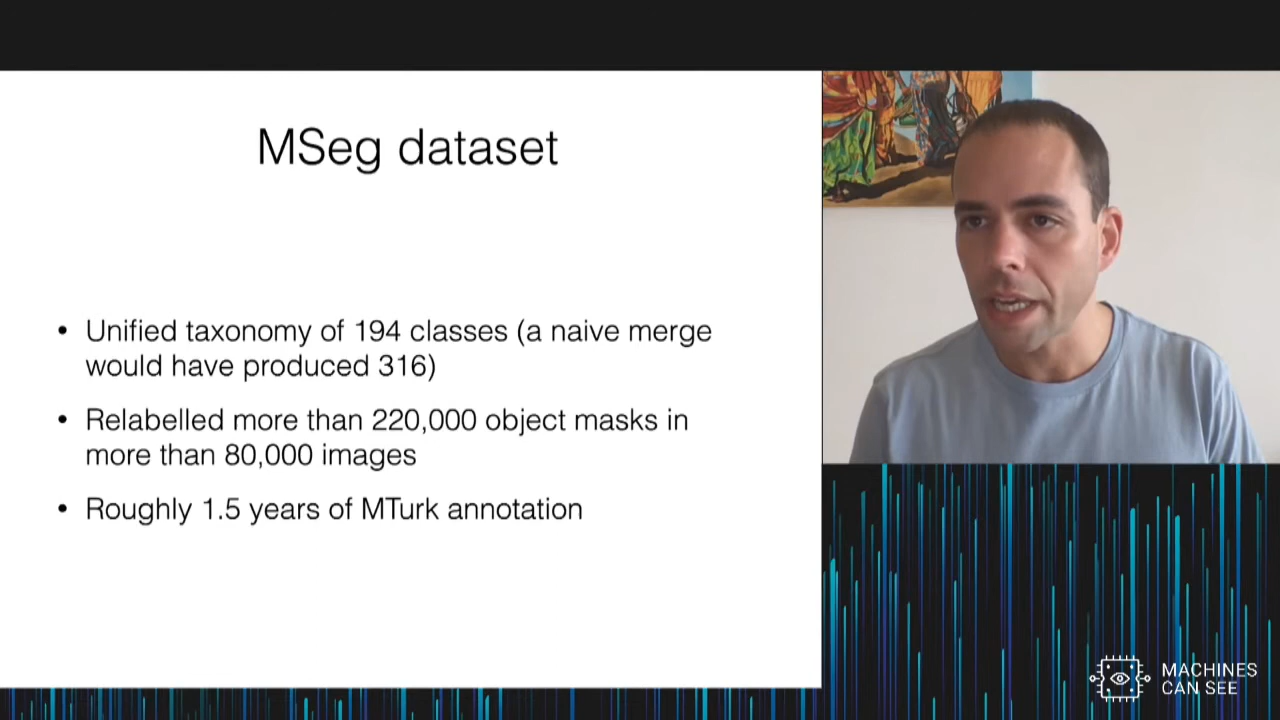 MSeg dataset
• Unified taxonomy of 194 classes (a naive merge
would have produced 316)
• Relabelled more than 220,000 object masks in
more than 80,000 images
• Roughly 1.5 years of MTurk annotation
MACHINES
CAN SEE